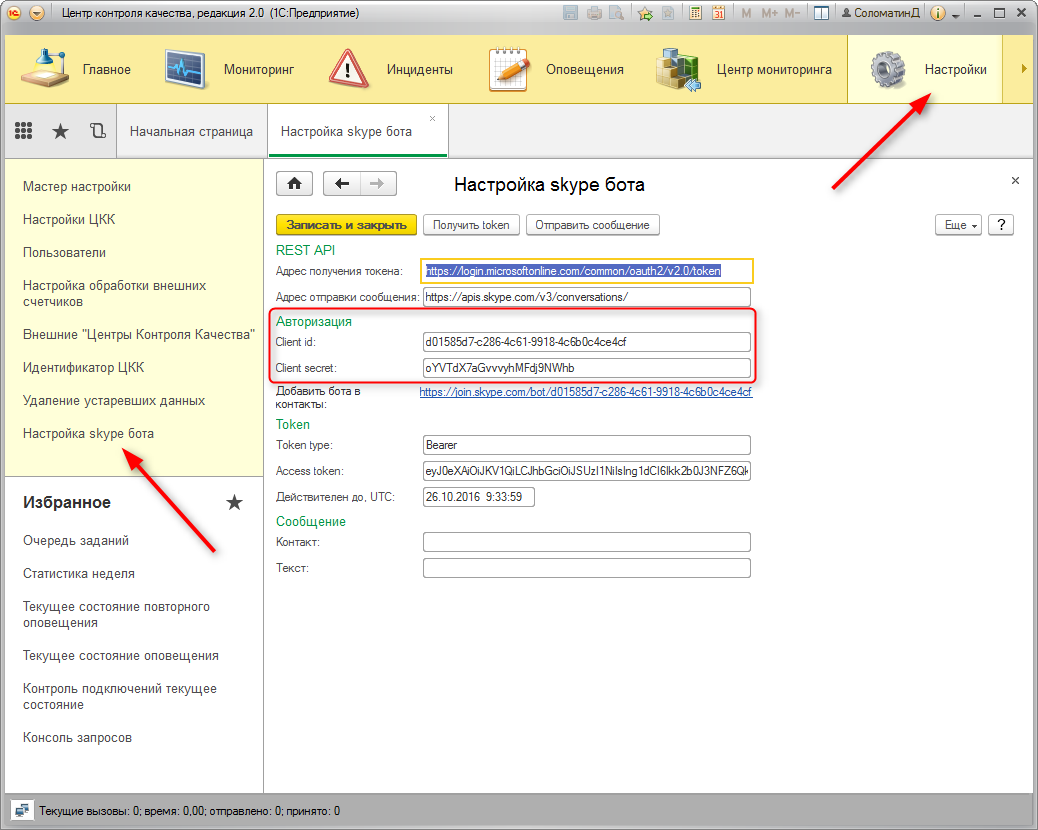 Центр контроля качества, редакция 2.0 (1С:Предприятие)
31
M M+ M-
СоломатинД
Главное
Мониторинг
Инциденты
Оповещения
Центр мониторинга
Настройки
Начальная страница
Настройка skype бота
Мастер настройки
Настройки ЦКК
Пользователи
Настройка обработки внешних
счетчиков
Внешние "Центры Контроля Качества"
Идентификатор ЦКК
Удаление устаревших данных
Настройка skype бота
Избранное
Очередь заданий
Статистика неделя
Текущее состояние повторного
оповещения
Текущее состояние оповещения
Контроль подключений текущее
состояние
Консоль запросов
Настройка skype бота
Записать и закрыть
Получить token
Отправить сообщение
Еще
?
REST API
Адрес получения токена: https://login.microsoftonline.com/common/oauth2/v2.0/token
Адрес отправки сообщения: https://apis.skype.com/v3/conversations/
Авторизация
Client id: d01585d7-c286-4c61-9918-4c6b0c4ce4cf
Client secret: oYVTdX7aGvvvyhMFdj9NWhb
Добавить бота в
контакты:
https://join.skype.com/bot/d01585d7-c286-4c61-9918-4c6b0c4ce4cf
Token
Token type: Bearer
Access token: eyJ0eXAiOiJKV1QiLCJhbGciOiJSUzI1NiIsIng1dCI6Ikk2b0J3NFZ6Qk
Действителен до, UTC: 26.10.2016 9:33:59
Сообщение
Контакт:
Текст:
Текущие вызовы: 0; время: 0,00; отправлено: 0; принято: 0